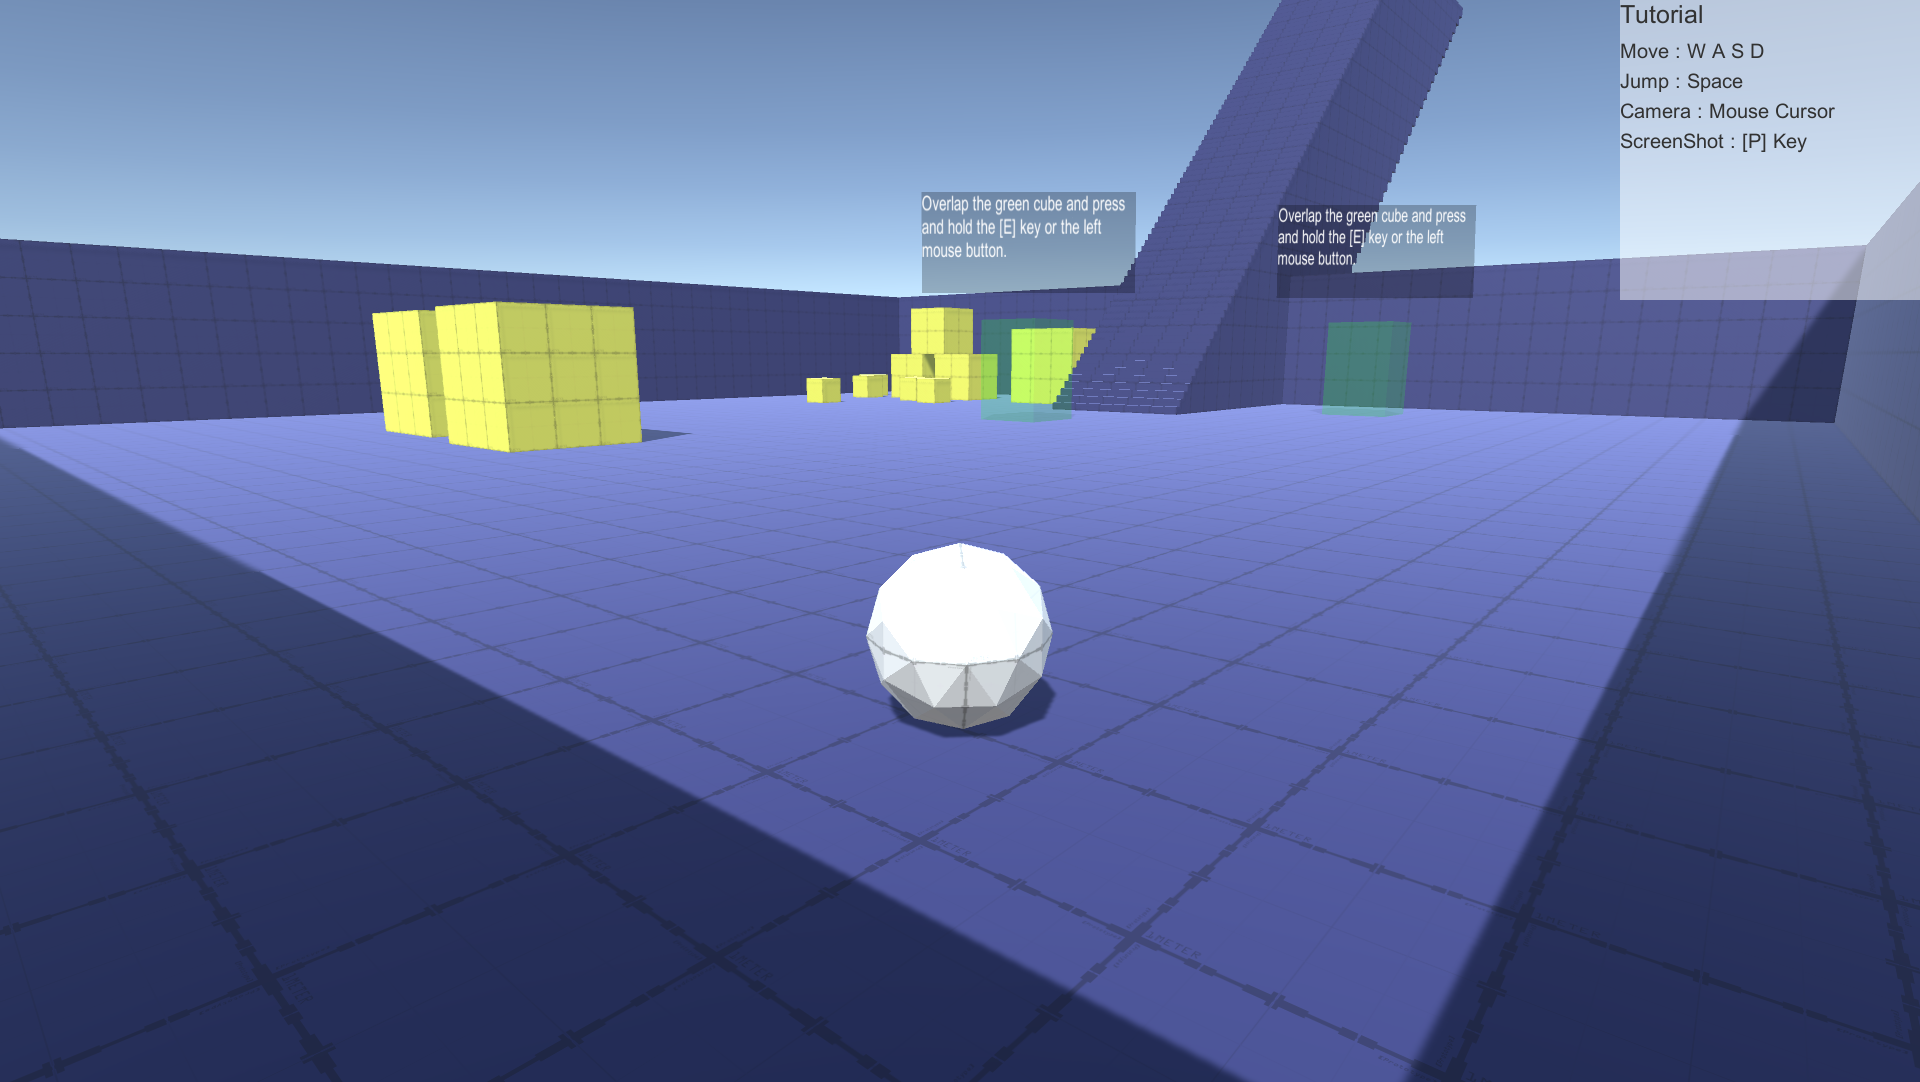 Tutorial
Move : W A S D
Jump : Space
Camera : Mouse Cursor
ScreenShot : [P] Key
Overlap the green cube and press
and hold the [E] key or the left
mouse button.
Overlap the green cube and press
and hold the [E] key or the left
mouse button.
METER
METER